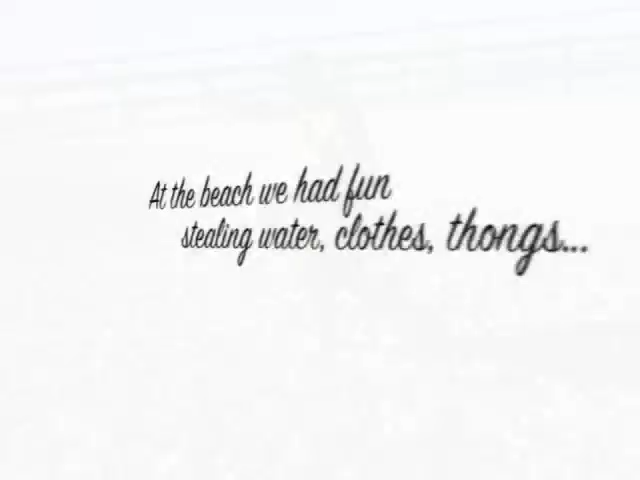 At the beach we had fun
stealing water, clothes, thongs...